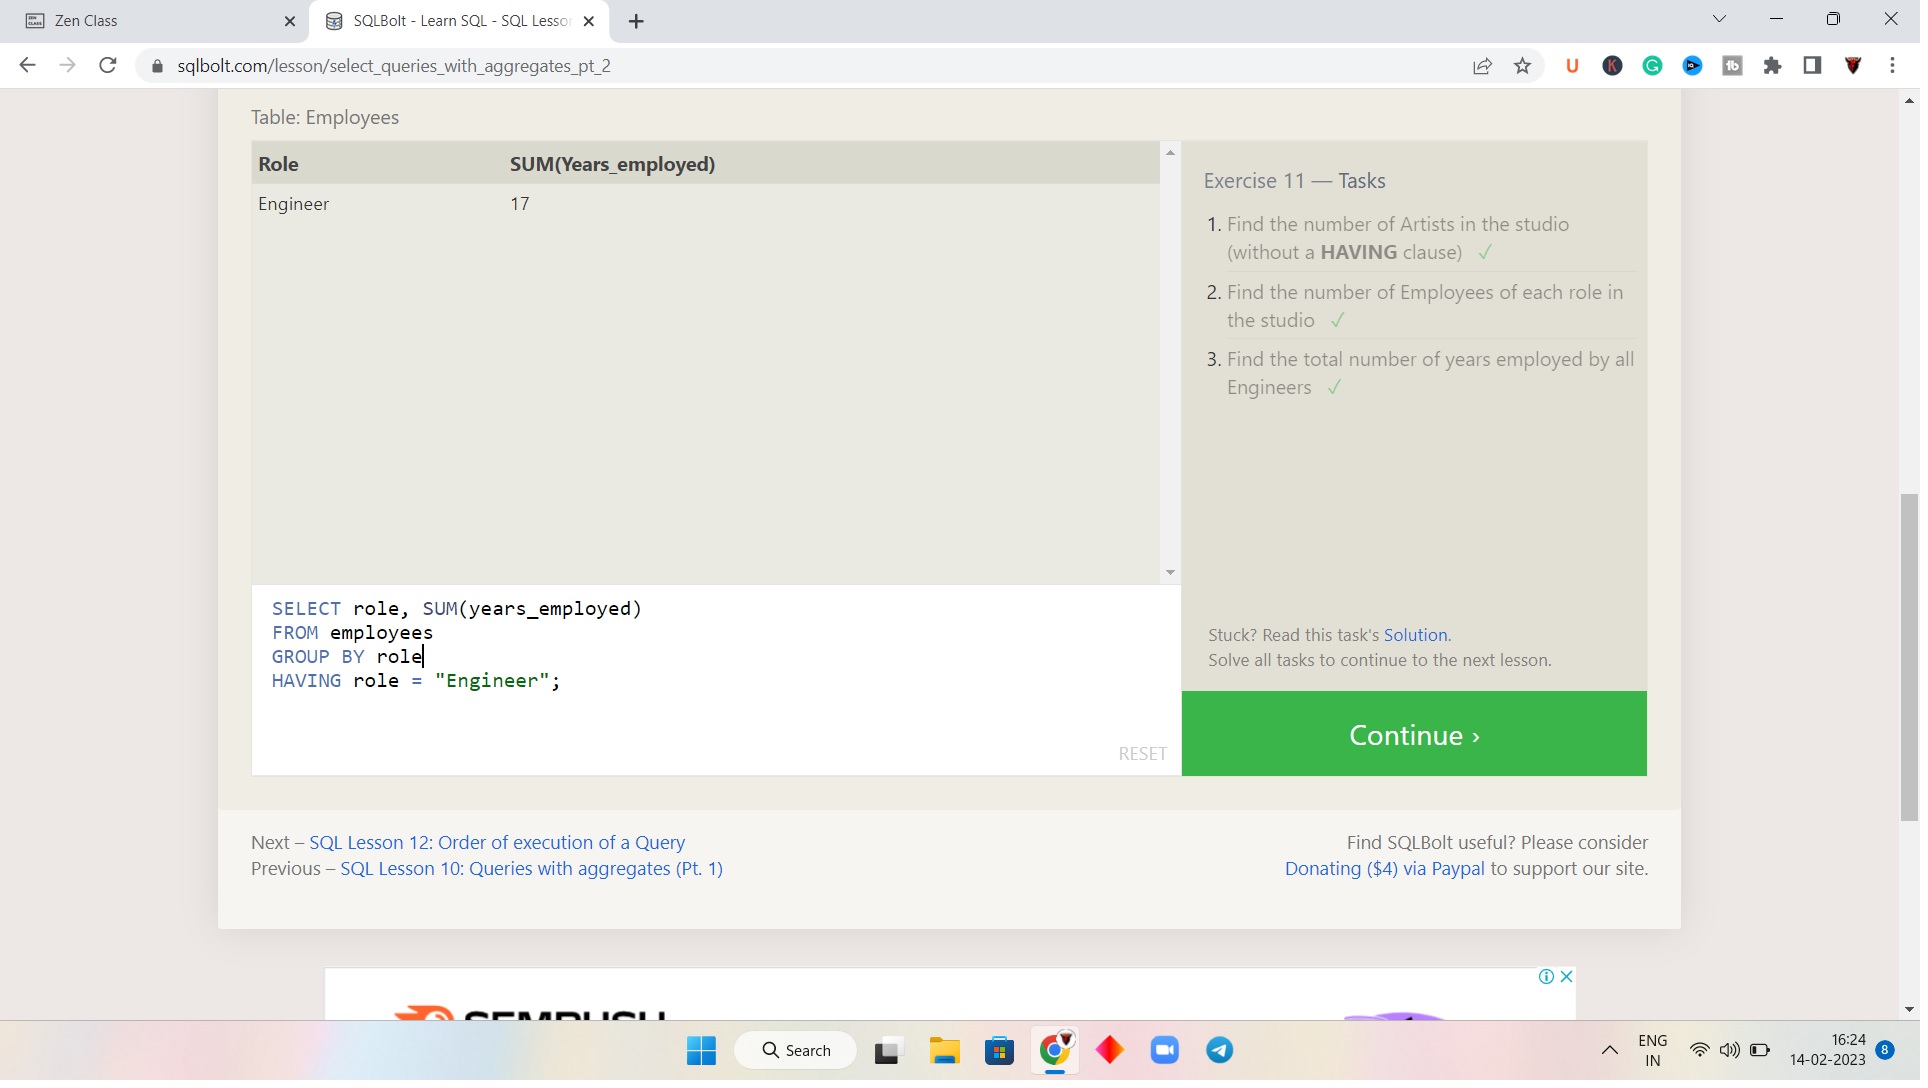 Zen Class
SQLBolt - Learn SQL - SQL Lesso
sqlbolt.com/lesson/select_queries_with_aggregates_pt_2
Table: Employees
Role SUM(Years_employed)
Engineer 17
Exercise 11 — Tasks
1. Find the number of Artists in the studio
(without a HAVING clause) ✓
2. Find the number of Employees of each role in
the studio ✓
3. Find the total number of years employed by all
Engineers ✓
SELECT role, SUM(years_employed)
FROM employees
GROUP BY role
HAVING role = "Engineer";
RESET
Stuck? Read this task's Solution.
Solve all tasks to continue to the next lesson.
Continue ›
Next – SQL Lesson 12: Order of execution of a Query
Previous – SQL Lesson 10: Queries with aggregates (Pt. 1)
Find SQLBolt useful? Please consider
Donating ($4) via Paypal to support our site.
SEMRUSH
Search
ENG
IN
16:24
14-02-2023
8